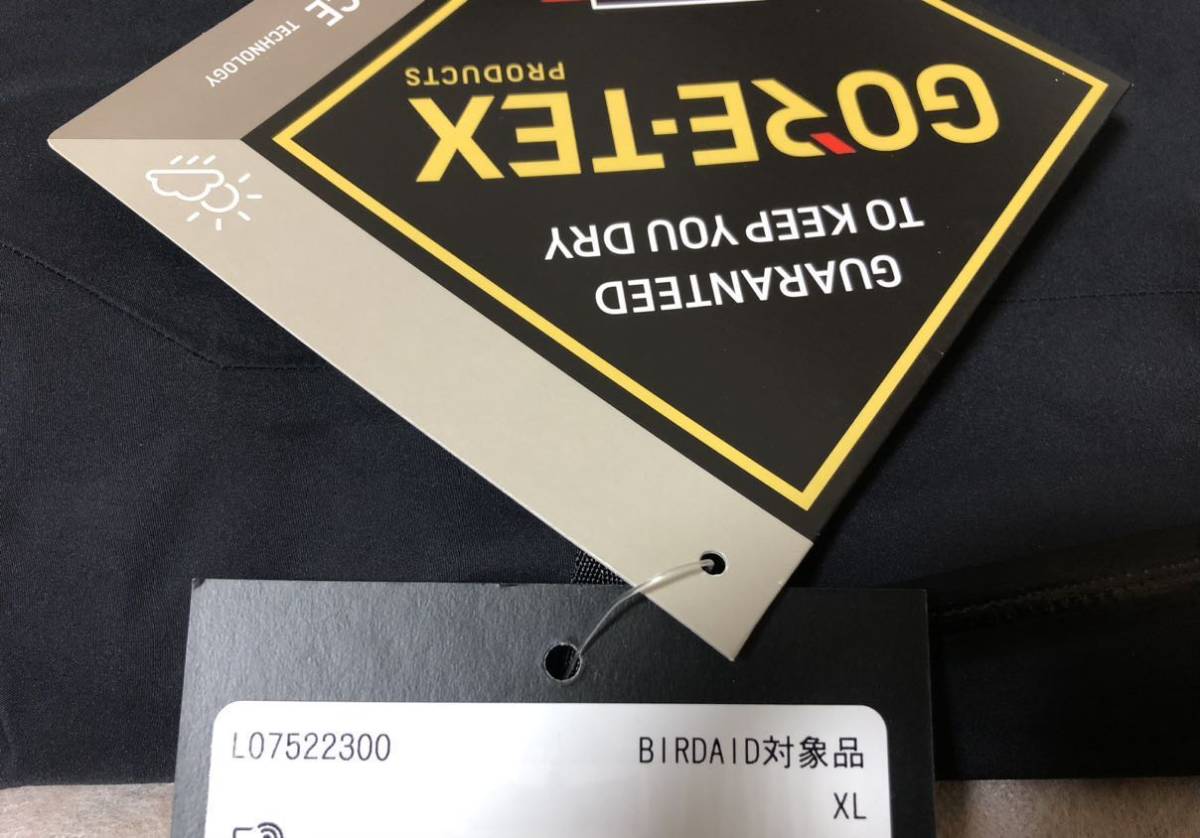 CE TECHNOLOGY
GORE-TEX
PRODUCTS
GUARANTEED
TO KEEP YOU DRY
L07522300 BIRDAID対象品
XL